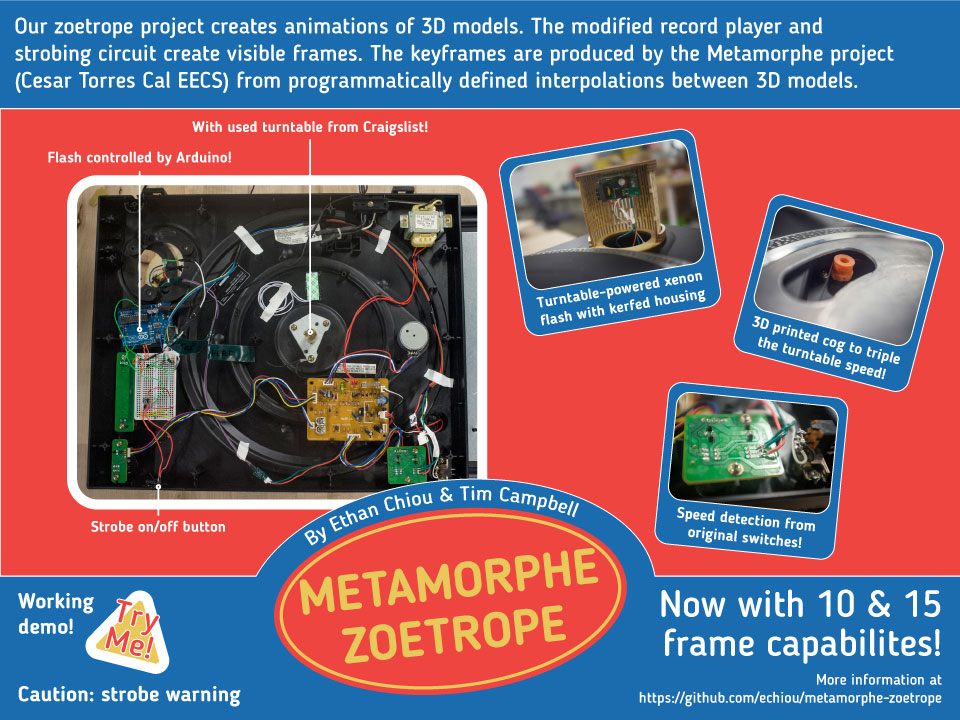 Our zoetrope project creates animations of 3D models. The modified record player and
strobing circuit create visible frames. The keyframes are produced by the Metamorphe project
(Cesar Torres Cal EECS) from programmatically defined interpolations between 3D models.
With used turntable from Craigslist!
Flash controlled by Arduino!
Turntable-powered xenon
flash with kerfed housing
3D printed cog to triple
the turntable speed!
Speed detection from
original switches!
Strobe on/off button
By Ethan Chiou & Tim Campbell
METAMORPHE
ZOETROPE
Working
demo!
Try
Me!
Caution: strobe warning
Now with 10 & 15
frame capabilites!
More information at
https://github.com/echiou/metamorphe-zoetrope